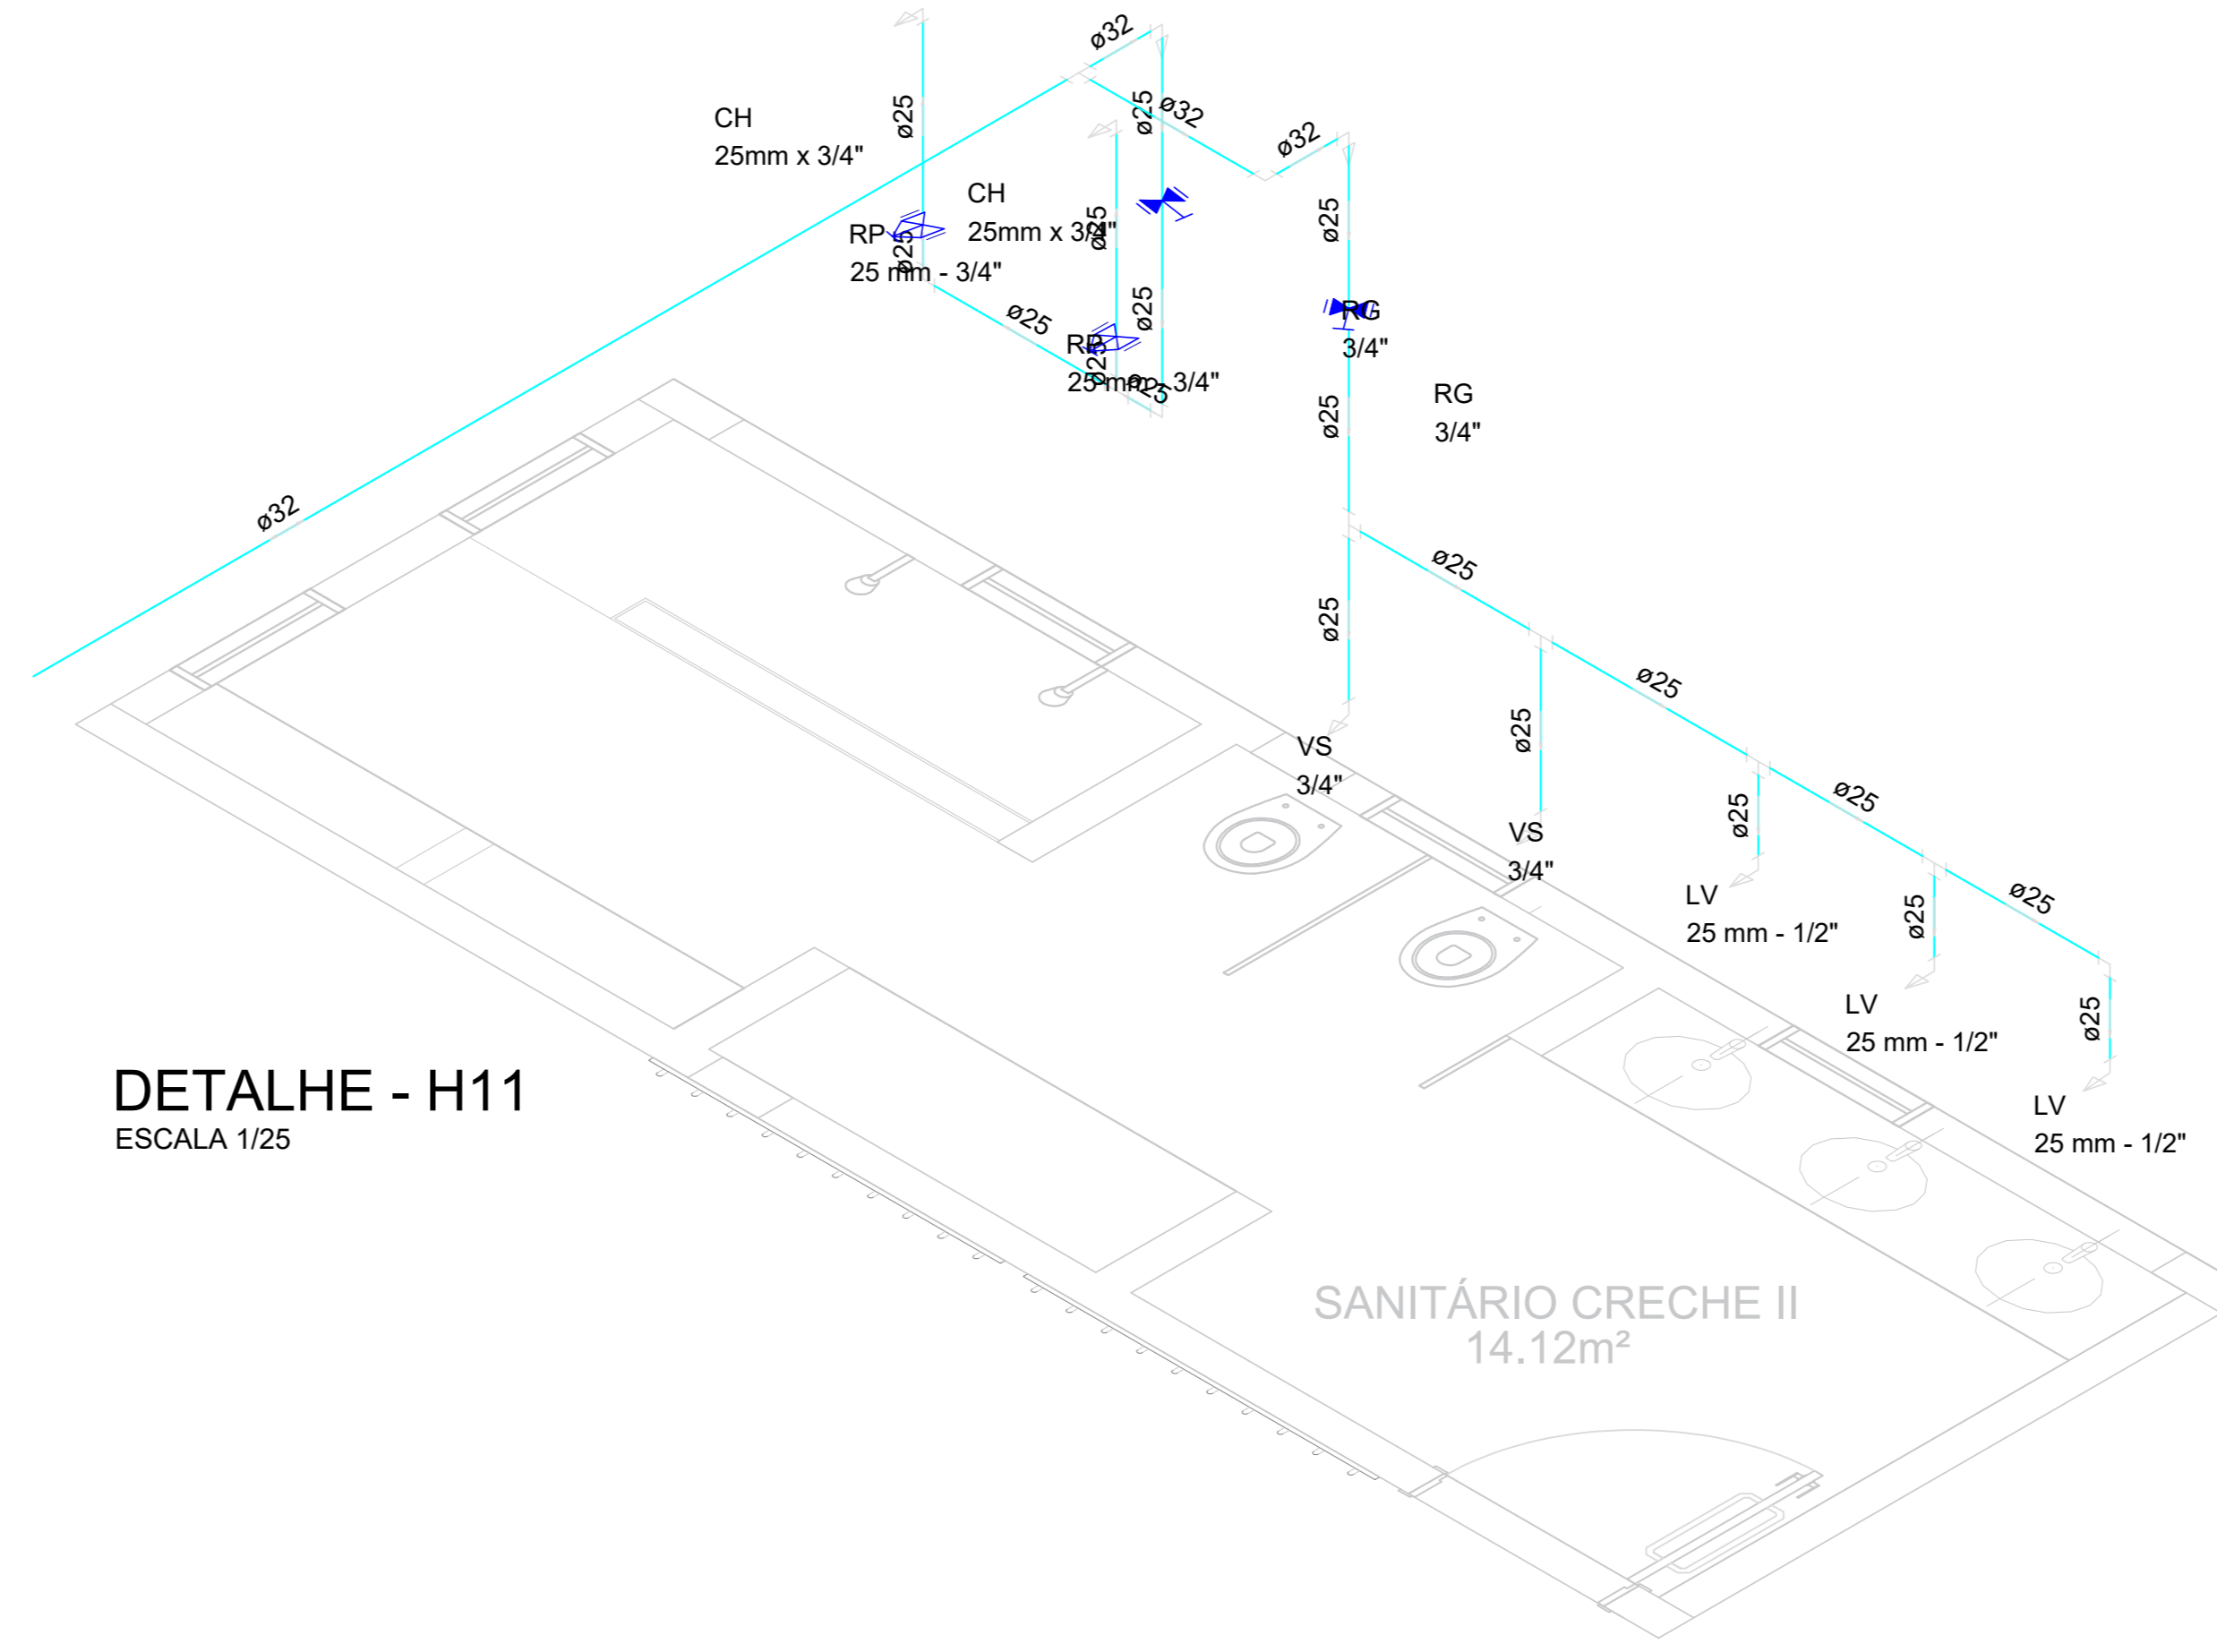 ø32
ø25
CH
25mm x 3/4"
ø25
ø32
ø32
CH
25mm x 3/4"
ø25
RP
25 mm - 3/4"
ø25
ø25
ø25
ø25
RP
25 mm - 3/4"
ø25
ø25
RG
3/4"
RG
3/4"
ø25
ø32
ø25
ø25
ø25
ø25
VS
3/4"
ø25
ø25
VS
3/4"
LV
25 mm - 1/2"
ø25
ø25
LV
25 mm - 1/2"
ø25
LV
25 mm - 1/2"
DETALHE - H11
ESCALA 1/25
SANITÁRIO CRECHE II
14.12m²